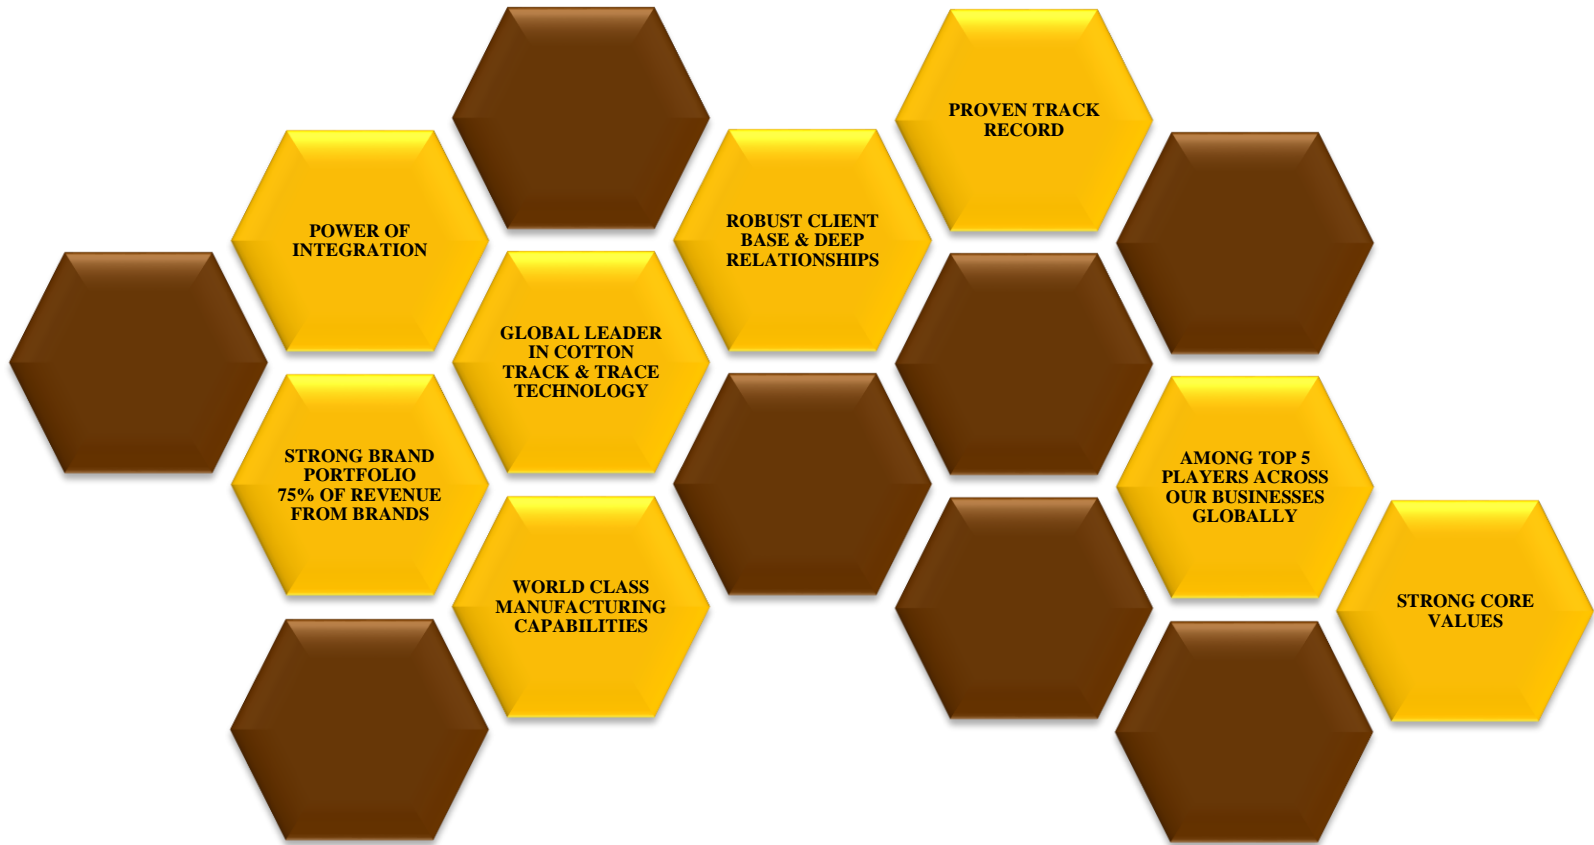 PROVEN TRACK
RECORD
POWER OF
INTEGRATION
ROBUST CLIENT
BASE & DEEP
RELATIONSHIPS
GLOBAL LEADER
IN COTTON
TRACK & TRACE
TECHNOLOGY
STRONG BRAND
PORTFOLIO
75% OF REVENUE
FROM BRANDS
AMONG TOP 5
PLAYERS ACROSS
OUR BUSINESSES
GLOBALLY
WORLD CLASS
MANUFACTURING
CAPABILITIES
STRONG CORE
VALUES